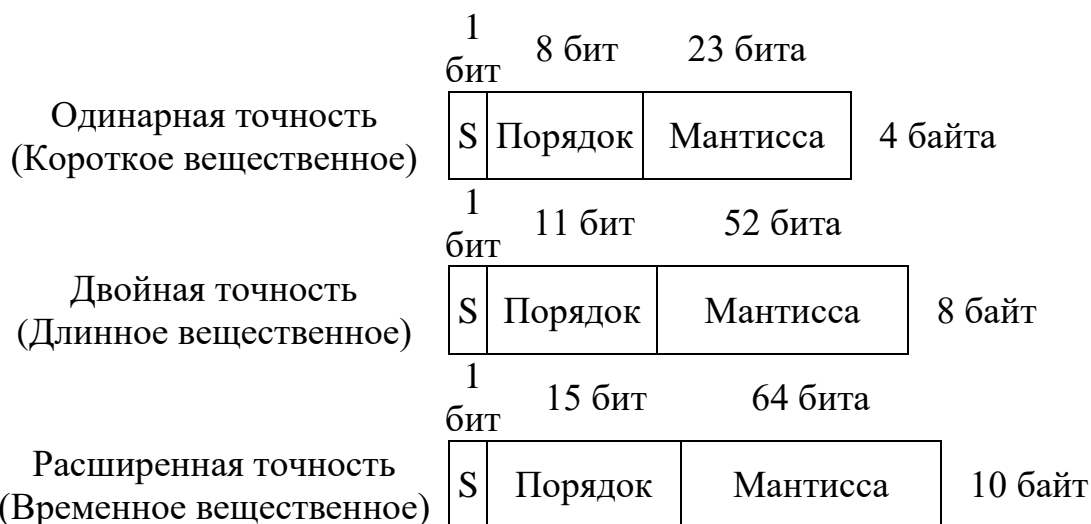 1
бит
8 бит
23 бита
Одинарная точность
(Короткое вещественное)
S
Порядок
Мантисса
4 байта
1
бит
11 бит
52 бита
Двойная точность
(Длинное вещественное)
S
Порядок
Мантисса
8 байт
1
бит
15 бит
64 бита
Расширенная точность
(Временное вещественное)
S
Порядок
Мантисса
10 байт